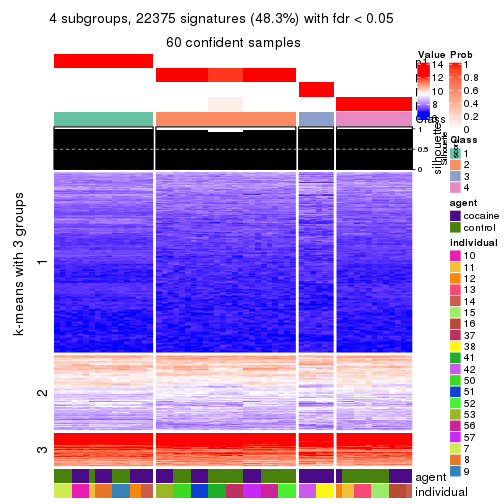 4 subgroups, 22375 signatures (48.3%) with fdr < 0.05
60 confident samples
Value
14
12
10
8
6
Prob
1
0.8
0.6
0.4
0.2
0
p1
Class
1
0.5
0
silhouette
k-means with 3 groups
1
2
3
Class
1
2
3
4
agent
cocaine
control
individual
10
11
12
13
14
15
16
37
38
41
42
50
51
52
53
56
57
7
8
9
agent
individual